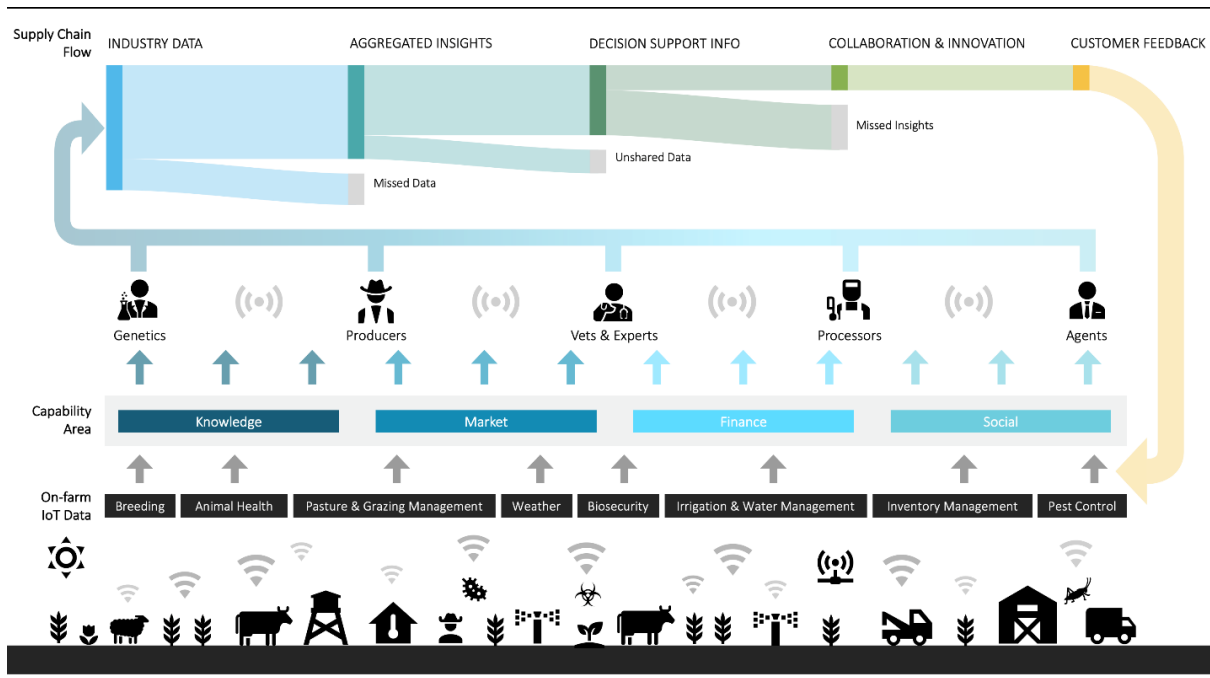 Supply Chain
Flow
INDUSTRY DATA
AGGREGATED INSIGHTS
DECISION SUPPORT INFO
COLLABORATION & INNOVATION
CUSTOMER FEEDBACK
Missed Data
Unshared Data
Missed Insights
Genetics
Producers
Vets & Experts
Processors
Agents
Capability
Area
Knowledge
Market
Finance
Social
On-farm
IoT Data
Breeding
Animal Health
Pasture & Grazing Management
Weather
Biosecurity
Irrigation & Water Management
Inventory Management
Pest Control